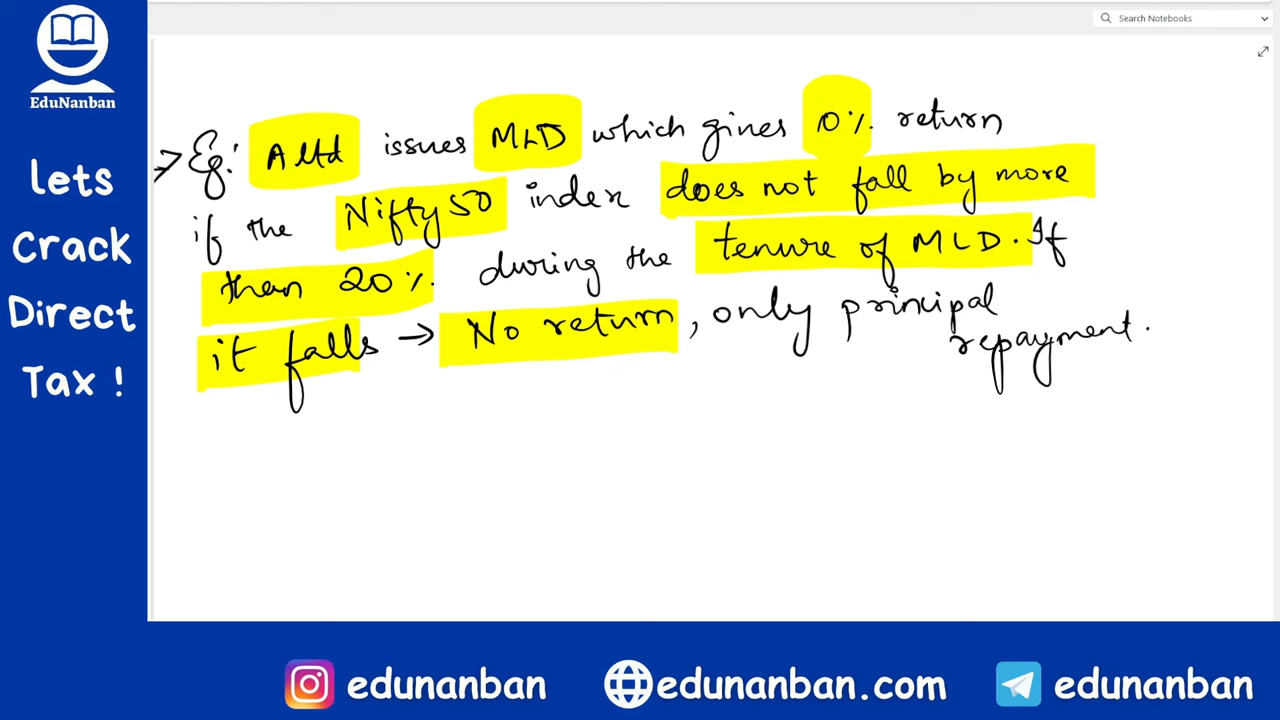 Search Notebooks
EduNanban
Lets
Crack
Direct
Tax !
Eg: A ltd issues MLD which gives 10%. return
if the Nifty50 index does not fall by more
than 20%. during the tenure of MLD. If
it falls → No return, only principal
repayment.
edunanban
edunanban.com
edunanban